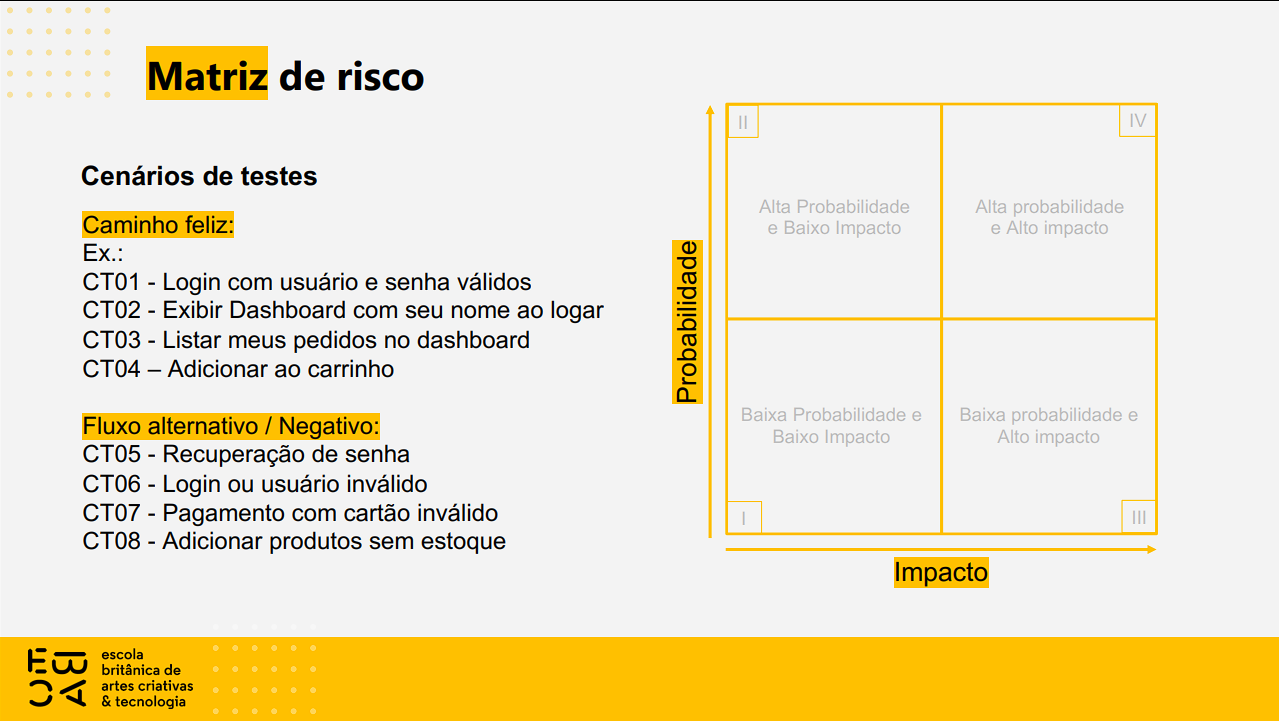 Matriz de risco
Cenários de testes
Caminho feliz:
Ex.:
CT01 - Login com usuário e senha válidos
CT02 - Exibir Dashboard com seu nome ao logar
CT03 - Listar meus pedidos no dashboard
CT04 – Adicionar ao carrinho
Fluxo alternativo / Negativo:
CT05 - Recuperação de senha
CT06 - Login ou usuário inválido
CT07 - Pagamento com cartão inválido
CT08 - Adicionar produtos sem estoque
Probabilidade
II
Alta Probabilidade
e Baixo Impacto
IV
Alta probabilidade
e Alto impacto
Baixa Probabilidade e
Baixo Impacto
I
Baixa probabilidade e
Alto impacto
III
Impacto
EBAC
escola
britânica de
artes criativas
& tecnologia